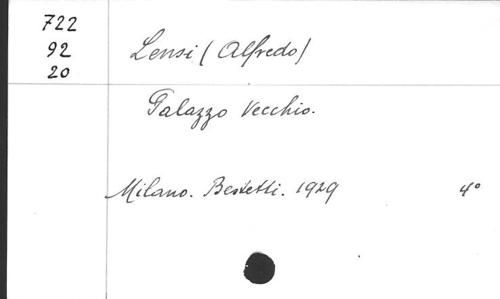 722
92
20
Lensi (Alfredo)
Palazzo Vecchio.
Milano. Bestetti. 1929
4°